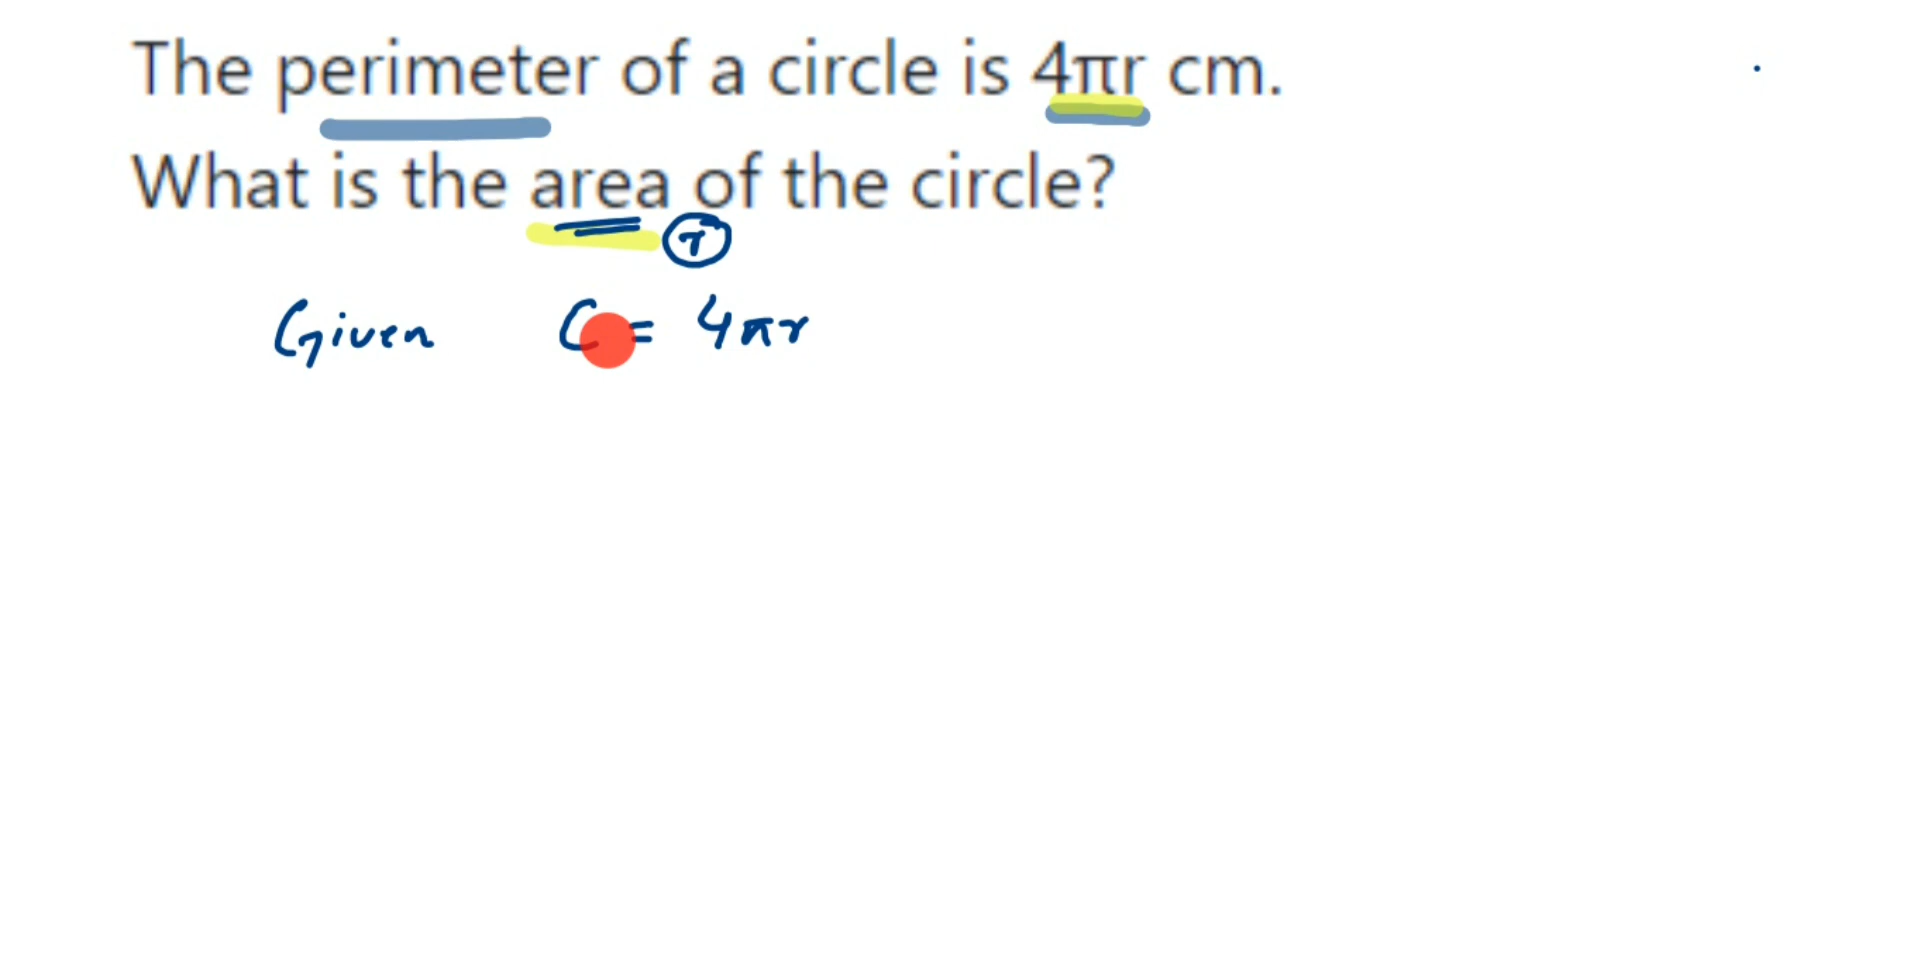 The perimeter of a circle is 4πr cm.
What is the area of the circle?
r
Given C = 4πr